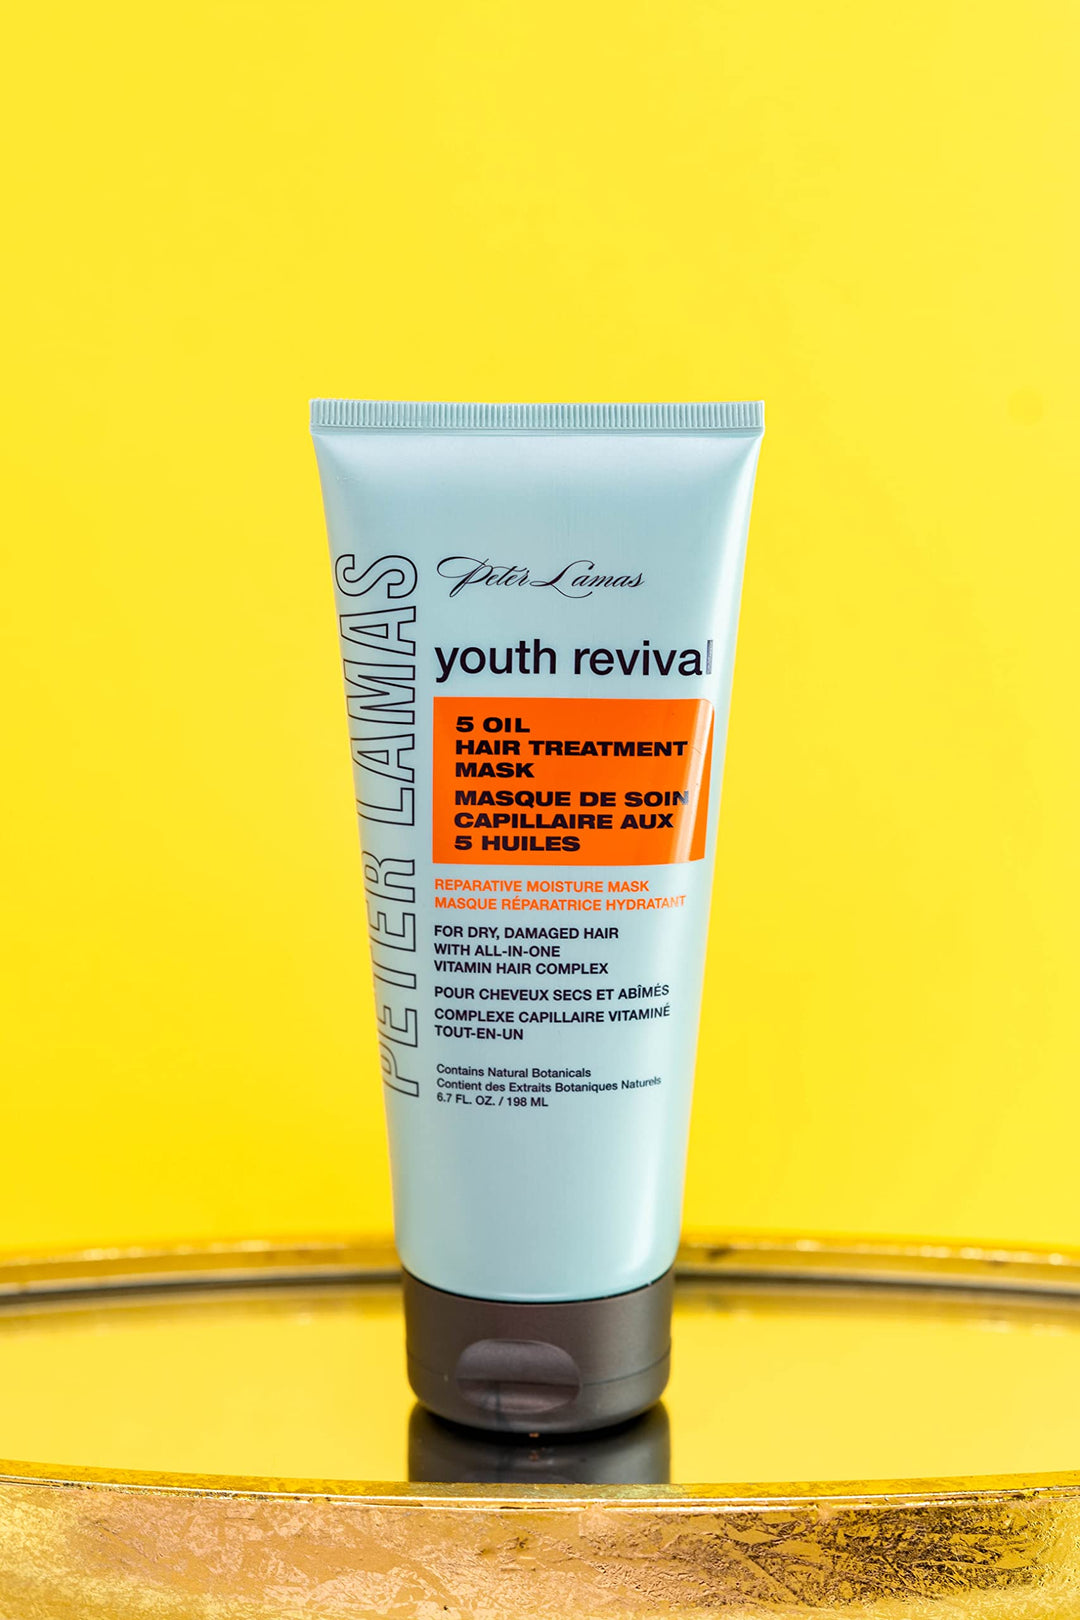 PETER LAMAS
Peter Lamas
youth revival
5 OIL
HAIR TREATMENT
MASK
MASQUE DE SOIN
CAPILLAIRE AUX
5 HUILES
REPARATIVE MOISTURE MASK
MASQUE RÉPARATRICE HYDRATANT
FOR DRY, DAMAGED HAIR
WITH ALL-IN-ONE
VITAMIN HAIR COMPLEX
POUR CHEVEUX SECS ET ABÎMÉS
COMPLEXE CAPILLAIRE VITAMINÉ
TOUT-EN-UN
Contains Natural Botanicals
Contient des Extraits Botaniques Naturels
6.7 FL. OZ. / 198 ML